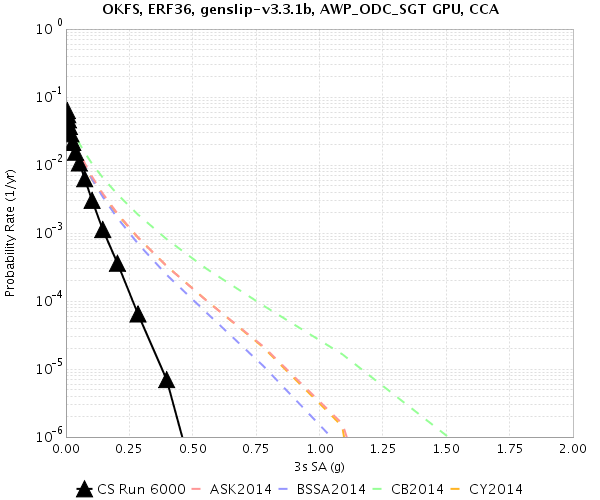 OKFS, ERF36, genslip-v3.3.1b, AWP_ODC_SGT GPU, CCA
Probability Rate (1/yr)
10^0
10^-1
10^-2
10^-3
10^-4
10^-5
10^-6
0.00 0.25 0.50 0.75 1.00 1.25 1.50 1.75 2.00
3s SA (g)
CS Run 6000 ASK2014 BSSA2014 CB2014 CY2014